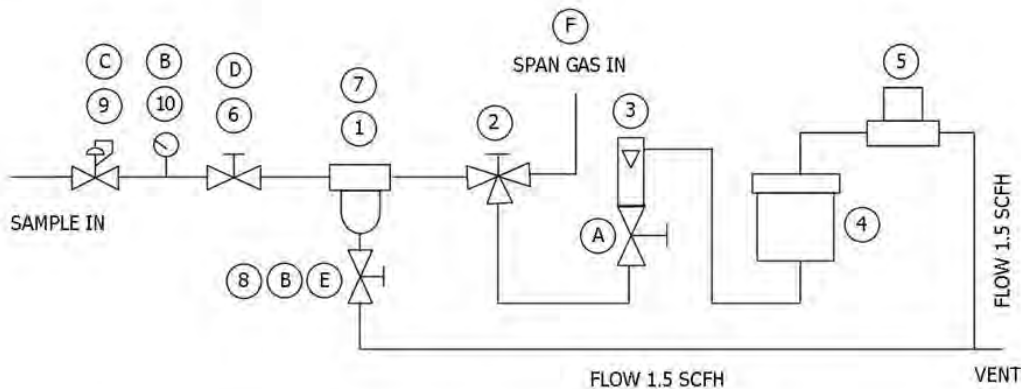 F
C B D 7 SPAN GAS IN 5
9 10 6 1 2 3
SAMPLE IN
A 4
8 B E
FLOW 1.5 SCFH
FLOW 1.5 SCFH
VENT